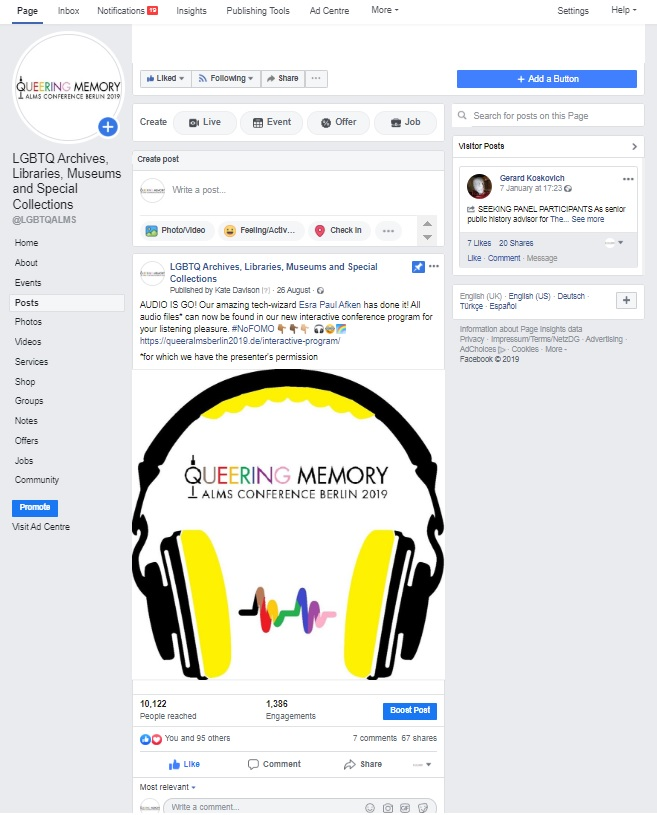 Page Inbox Notifications 19 Insights Publishing Tools Ad Centre More Settings Help
Liked Following Share ... + Add a Button
QUEERING MEMORY
ALMS CONFERENCE BERLIN 2019
LGBTQ Archives,
Libraries, Museums
and Special
Collections
@LGBTQALMS
Home
About
Events
Posts
Photos
Videos
Services
Shop
Groups
Notes
Offers
Jobs
Community
Promote
Visit Ad Centre
Create Live Event Offer Job
Create post
Write a post...
Photo/Video Feeling/Activ... Check in ...
LGBTQ Archives, Libraries, Museums and Special
Collections
Published by Kate Davison [?] · 26 August ·
AUDIO IS GO! Our amazing tech-wizard Esra Paul Afken has done it! All
audio files* can now be found in our new interactive conference program for
your listening pleasure. #NoFOMO 
https://queeralmsberlin2019.de/interactive-program/
*for which we have the presenter's permission
QUEERING MEMORY
ALMS CONFERENCE BERLIN 2019
10,122 1,386
People reached Engagements Boost Post
You and 95 others 7 comments 67 shares
Like Comment Share
Most relevant
Write a comment...
Search for posts on this Page
Visitor Posts
Gerard Koskovich
7 January at 17:23
SEEKING PANEL PARTICIPANTS As senior
public history advisor for The... See more
7 Likes 20 Shares
Like · Comment · Message
English (UK) · English (US) · Deutsch ·
Türkçe · Español
Information about Page Insights data
Privacy · Impressum/Terms/NetzDG · Advertising ·
AdChoices · Cookies · More
Facebook © 2019